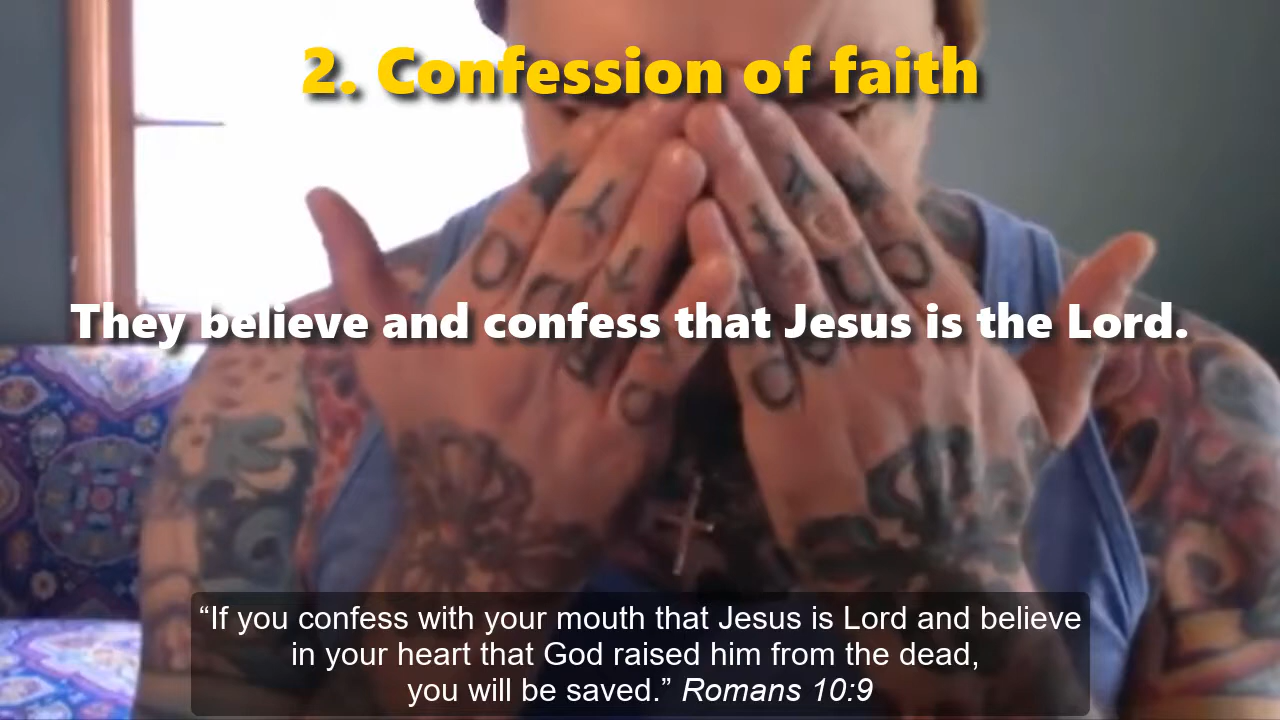 2. Confession of faith
They believe and confess that Jesus is the Lord.
“If you confess with your mouth that Jesus is Lord and believe
in your heart that God raised him from the dead,
you will be saved.” Romans 10:9